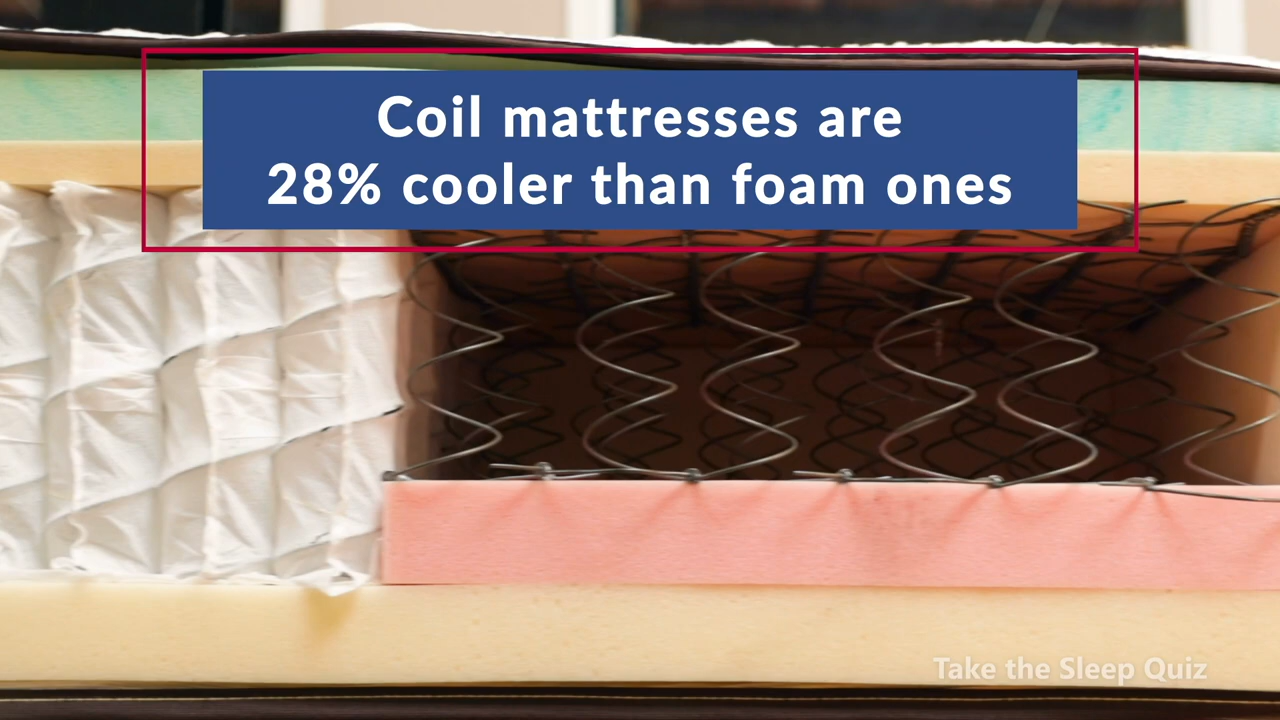 Coil mattresses are
28% cooler than foam ones
Take the Sleep Quiz